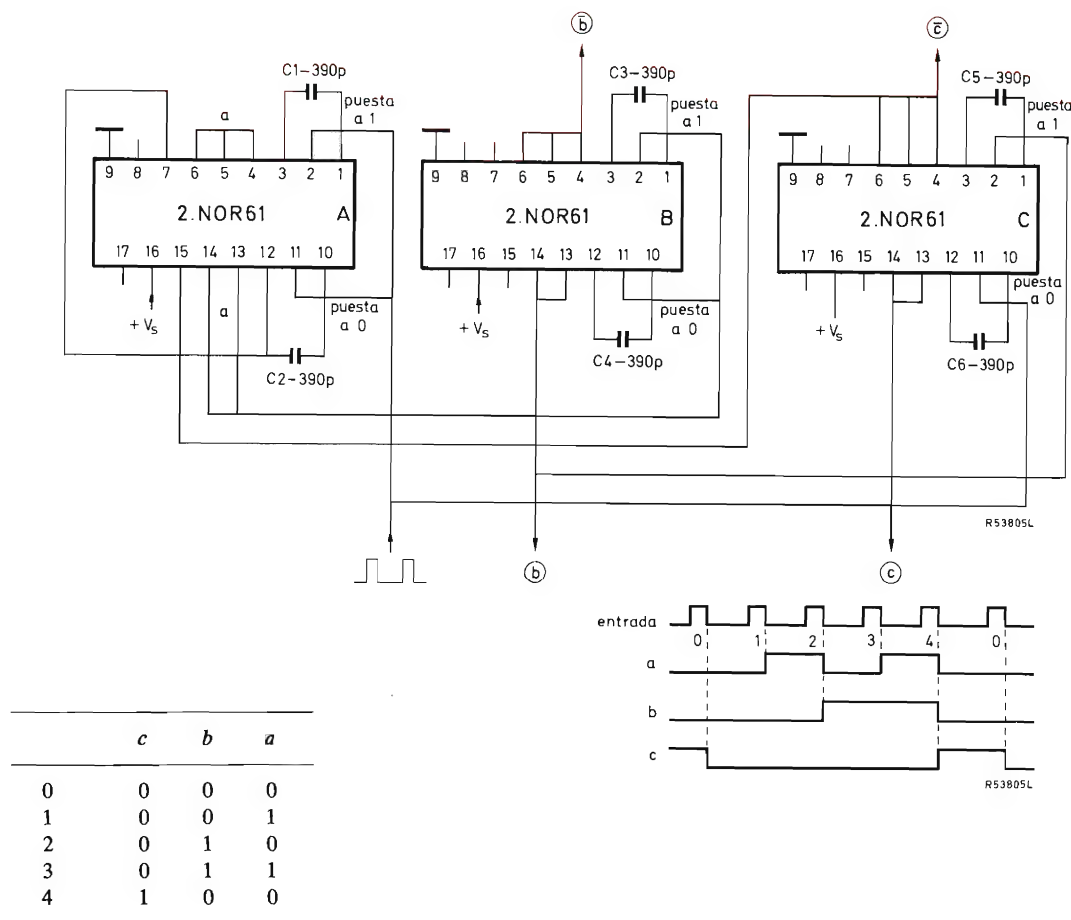 b̄
c̄
C1-390p
puesta
a 1
a
9 8 7 6 5 4 3 2 1
2.NOR61 A
17 16 15 14 13 12 11 10
+Vs
a
puesta
a 0
C2-390p
C3-390p
puesta
a 1
9 8 7 6 5 4 3 2 1
2.NOR61 B
17 16 15 14 13 12 11 10
+Vs
puesta
a 0
C4-390p
C5-390p
puesta
a 1
9 8 7 6 5 4 3 2 1
2.NOR61 C
17 16 15 14 13 12 11 10
+Vs
puesta
a 0
C6-390p
R53805L
b
c
entrada
0 1 2 3 4 0
a
b
c
R53805L
c b a
0 0 0 0
1 0 0 1
2 0 1 0
3 0 1 1
4 1 0 0